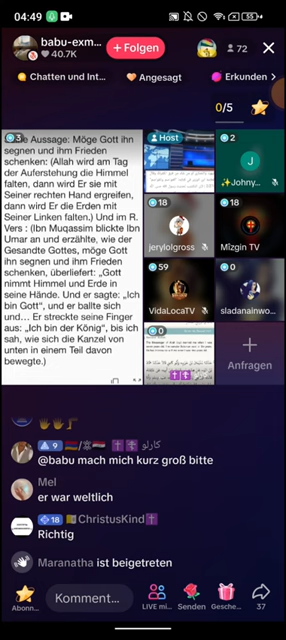 04:49
55
babu-exm...
40.7K
+ Folgen
72
Chatten und Int...
Angesagt
Erkunden
0/5
3
Aussage: Möge Gott ihn
segnen und ihm Frieden
schenken: (Allah wird am Tag
der Auferstehung die Himmel
falten, dann wird Er sie mit
Seiner rechten Hand ergreifen,
dann wird Er die Erden mit
Seiner Linken falten.) Und im R.
Vers : (Ibn Muqassim blickte Ibn
Umar an und erzählte, wie der
Gesandte Gottes, möge Gott
ihn segnen und ihm Frieden
schenken, überliefert: „Gott
nimmt Himmel und Erde in
seine Hände. Und er sagte: „Ich
bin Gott“, und er ballte sich
und… Er streckte seine Finger
aus: „Ich bin der König“, bis ich
sah, wie sich die Kanzel von
unten in einem Teil davon
bewegte.)
Host
2
J
Johny...
18
jerylolgross
18
Mîzgin TV
59
VidaLocaTV
0
sladanainwo...
0
Anfragen
9
كارلو
@babu mach mich kurz groß bitte
Mel
er war weltlich
18
ChristusKind
Richtig
Maranatha ist beigetreten
Abonn...
Komment...
LIVE mi...
Senden
Gesche...
37